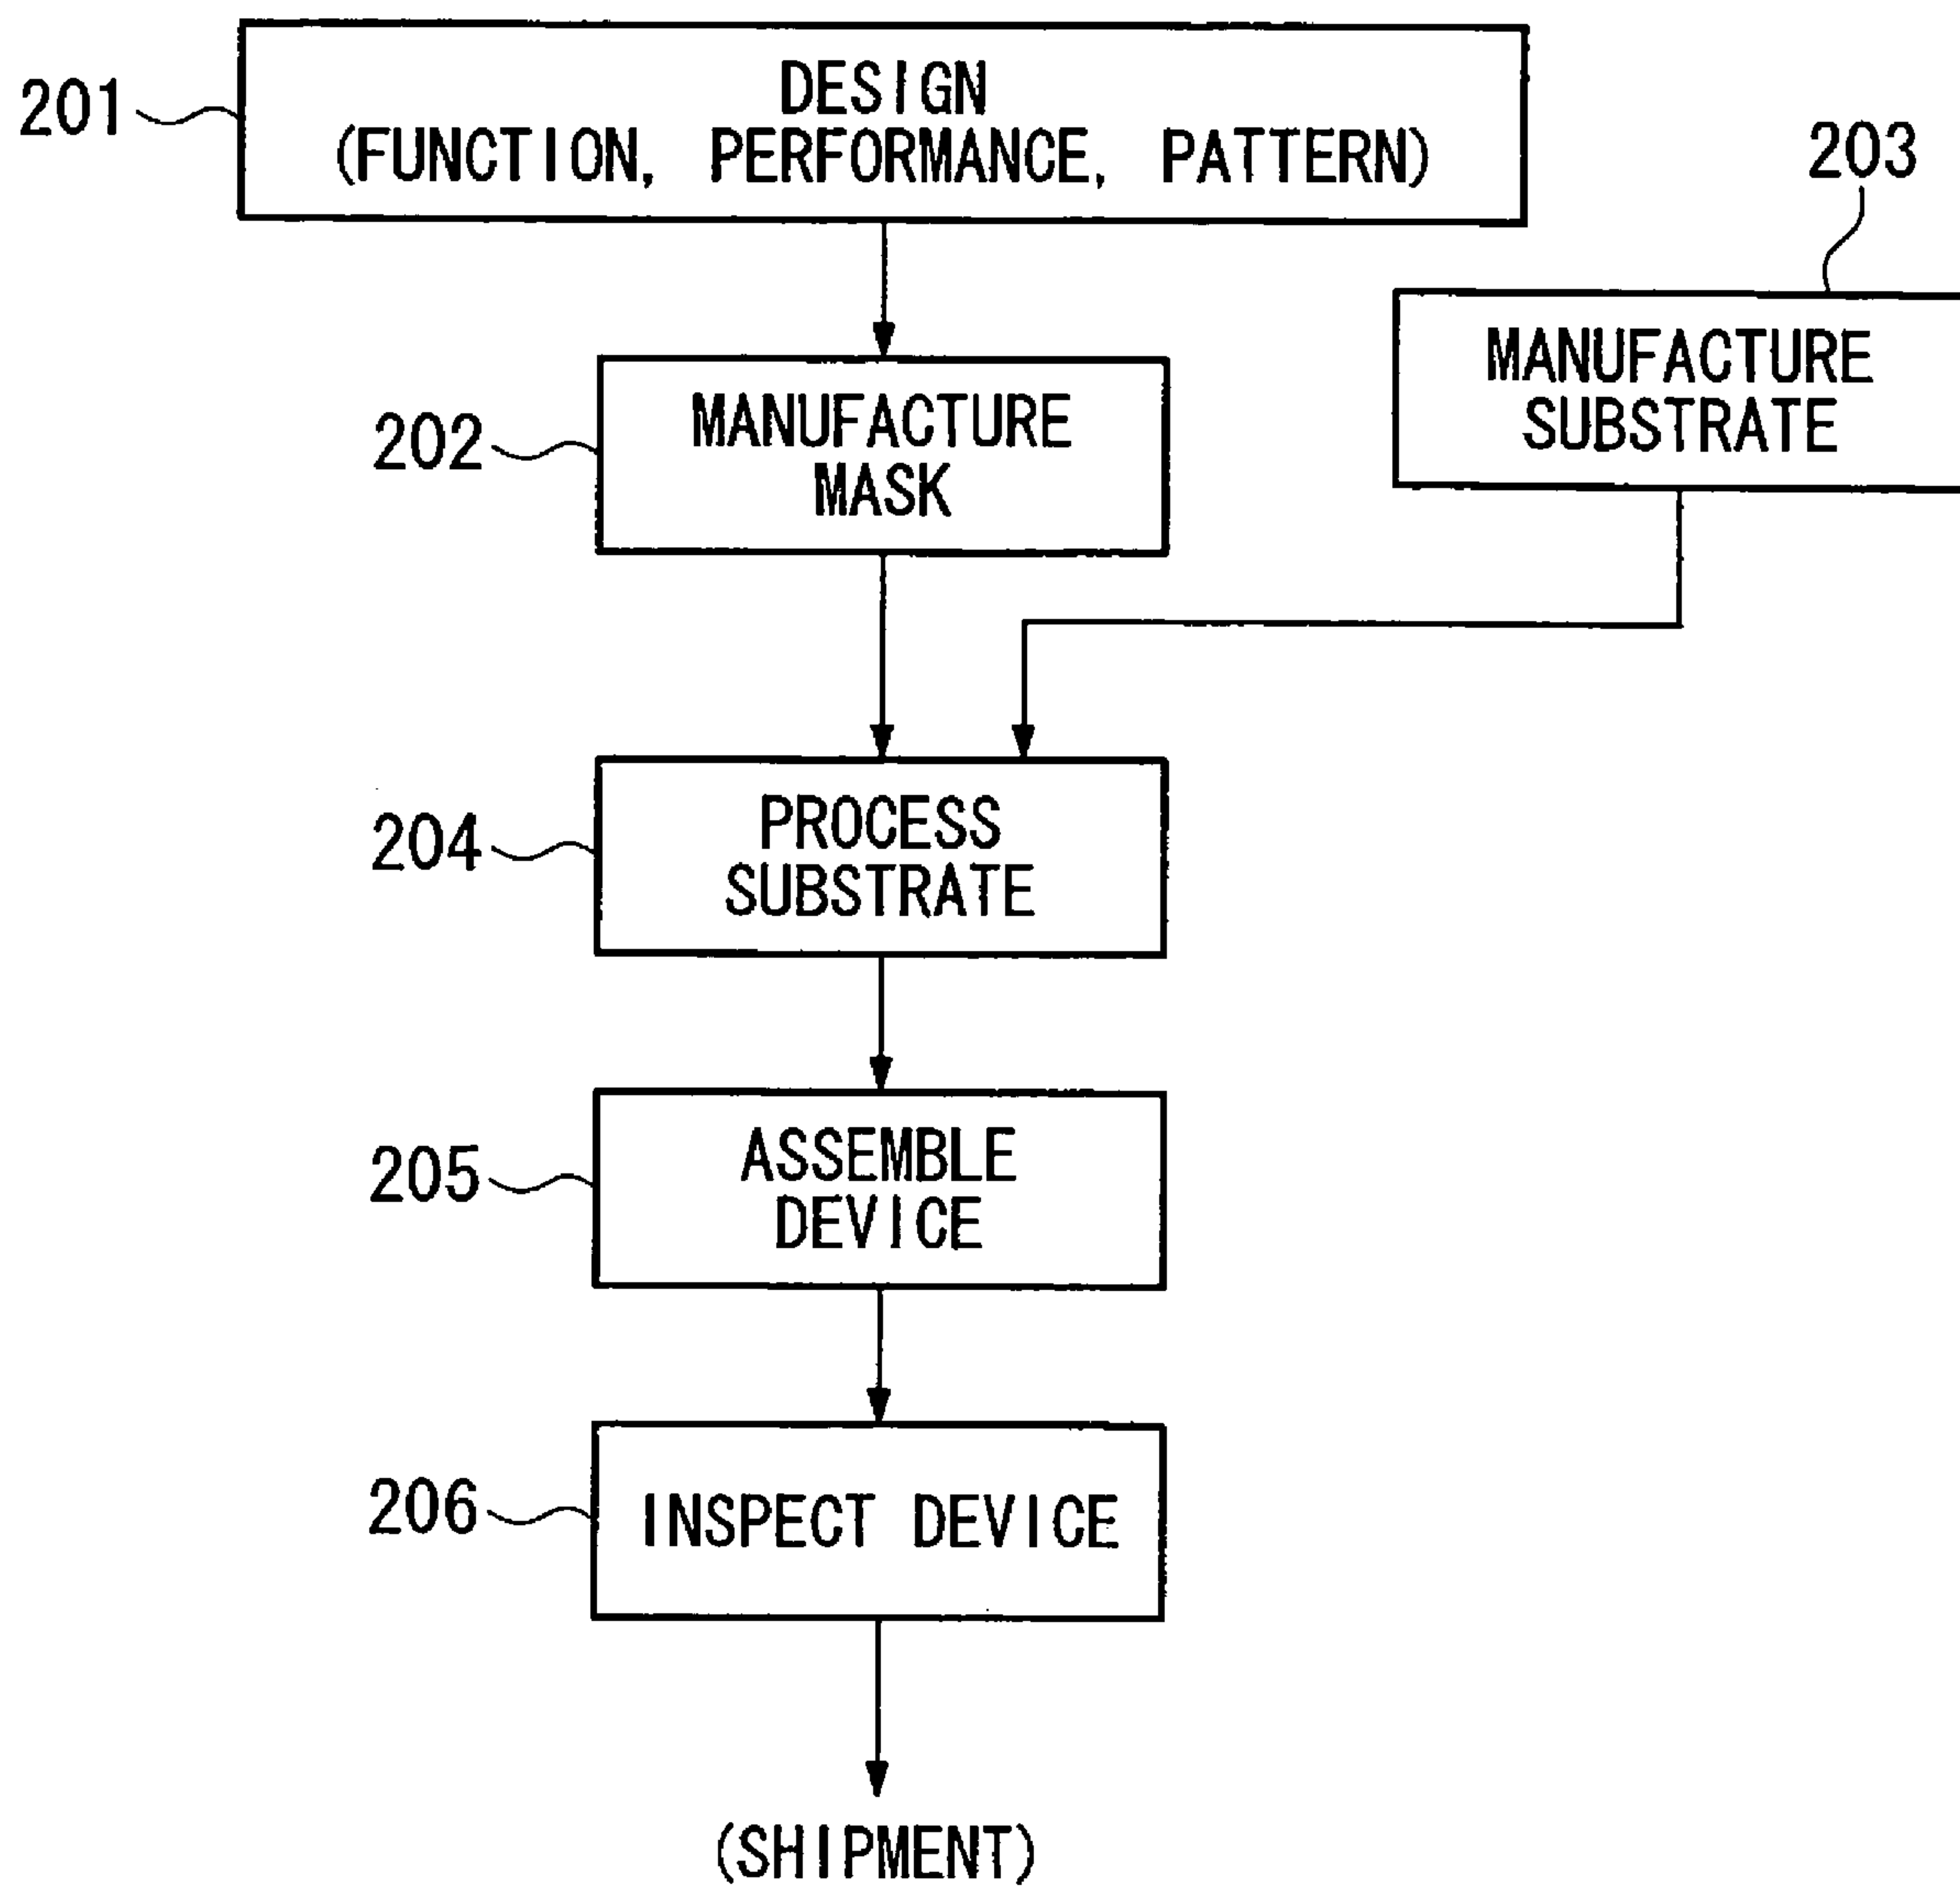 201
DESIGN
(FUNCTION, PERFORMANCE, PATTERN)
203
MANUFACTURE
SUBSTRATE
202
MANUFACTURE
MASK
204
PROCESS
SUBSTRATE
205
ASSEMBLE
DEVICE
206
INSPECT DEVICE
(SHIPMENT)